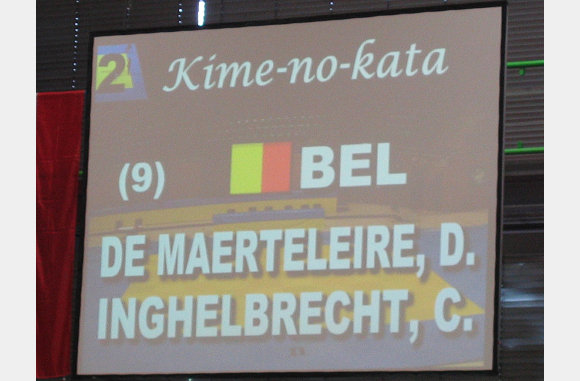 2
Kime-no-kata
(9) BEL
DE MAERTELEIRE, D.
INGHELBRECHT, C.